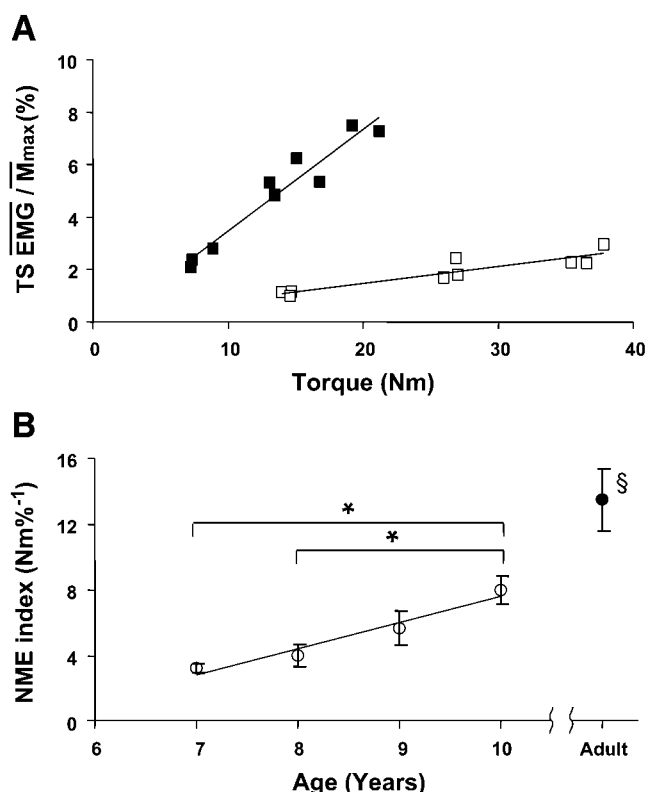 A
TS EMG / Mmax (%)
10
8
6
4
2
0
0 10 20 30 40
Torque (Nm)
B
NME index (Nm%-1)
16
12
8
4
0
*
*
§
6 7 8 9 10 Adult
Age (Years)